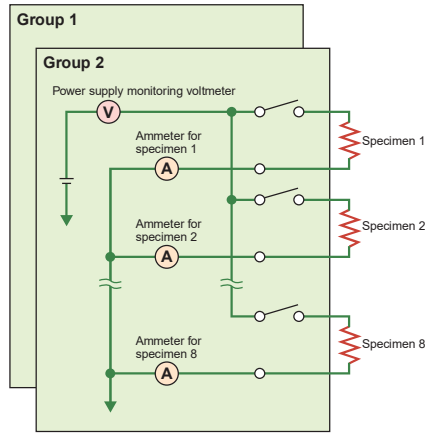 Group 1
Group 2
Power supply monitoring voltmeter
V
Ammeter for
specimen 1
A
Specimen 1
Ammeter for
specimen 2
A
Specimen 2
Ammeter for
specimen 8
A
Specimen 8